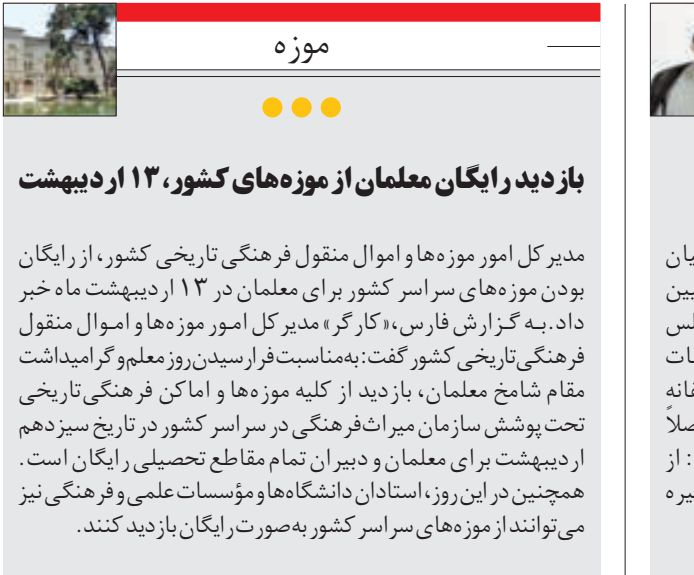 موزه
بازدید رایگان معلمان از موزه‌های کشور، ۱۳ اردیبهشت
مدیر کل امور موزه‌ها و اموال منقول فرهنگی تاریخی کشور، از رایگان
بودن موزه‌های سراسر کشور برای معلمان در ۱۳ اردیبهشت ماه خبر
داد. به گزارش فارس، «کارگر» مدیر کل امور موزه‌ها و اموال منقول
فرهنگی‌تاریخی کشور گفت: به‌مناسبت فرارسیدن روز معلم و گرامیداشت
مقام شامخ معلمان، بازدید از کلیه موزه‌ها و اماکن فرهنگی‌تاریخی
تحت‌پوشش سازمان میراث‌فرهنگی در سراسر کشور در تاریخ سیزدهم
اردیبهشت برای معلمان و دبیران تمام مقاطع تحصیلی رایگان است.
همچنین در این روز، استادان دانشگاه‌ها و مؤسسات علمی و فرهنگی نیز
می‌توانند از موزه‌های سراسر کشور به‌صورت رایگان بازدید کنند.
: از